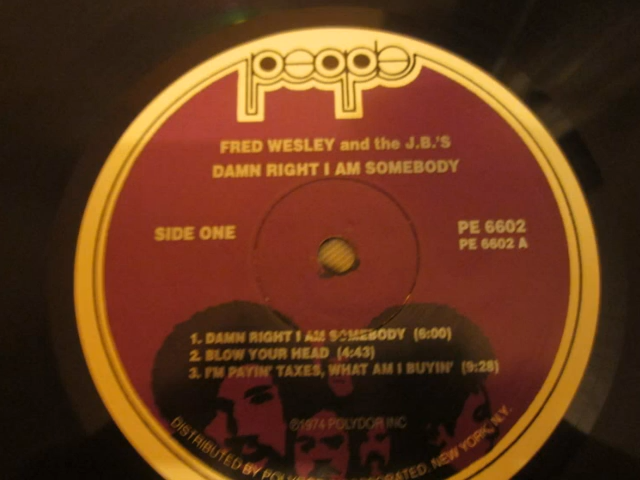 people
FRED WESLEY and the J.B.'S
DAMN RIGHT I AM SOMEBODY
SIDE ONE
PE 6602
PE 6602 A
1. DAMN RIGHT I AM SOMEBODY (6:00)
2. BLOW YOUR HEAD (4:43)
3. I'M PAYIN' TAXES, WHAT AM I BUYIN' (9:28)
℗1974 POLYDOR INC
DISTRIBUTED BY POLYDOR INCORPORATED, NEW YORK, N.Y.